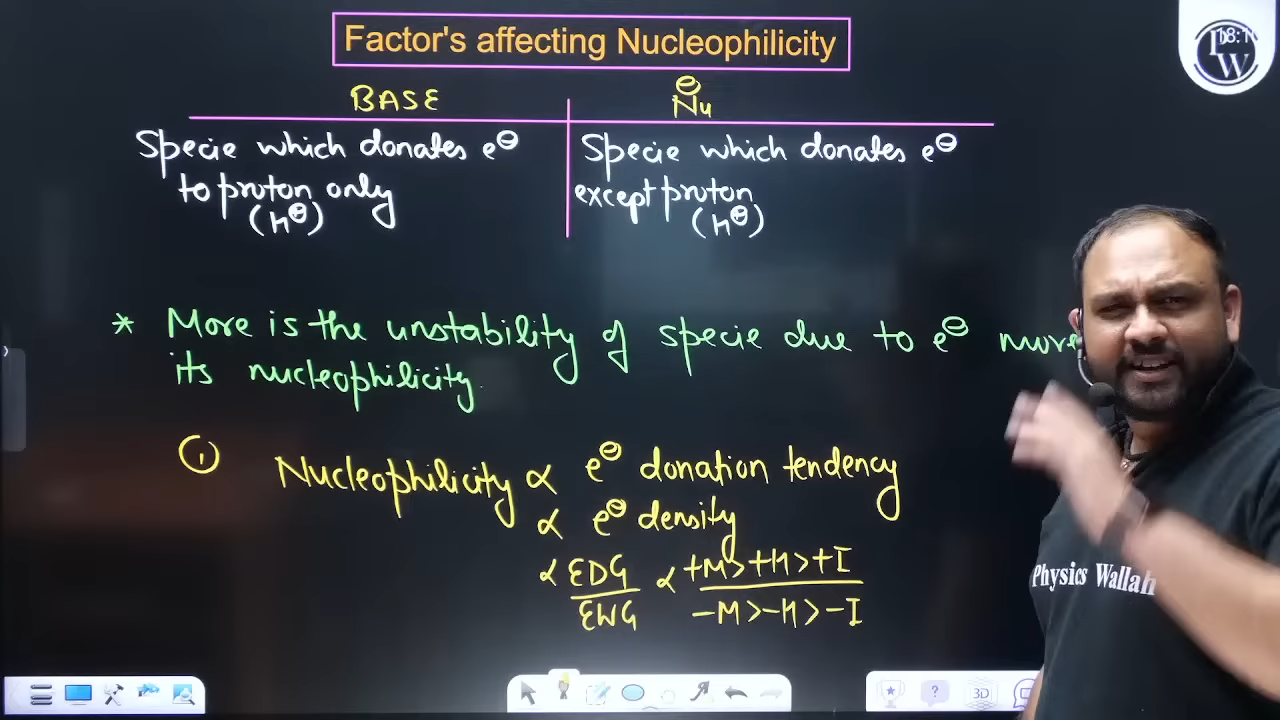 Factor's affecting Nucleophilicity
BASE
Specie which donates e⊖
to proton only
(H⊕)
⊖
Nu
Specie which donates e⊖
except proton
(H⊕)
* More is the unstability of specie due to e⊖ more
its nucleophilicity.
① Nucleophilicity ∝ e⊖ donation tendency
∝ e⊖ density
∝ EDG/EWG ∝ +M>+H>+I/-M>-H>-I
Physics Wallah
W
3D
?